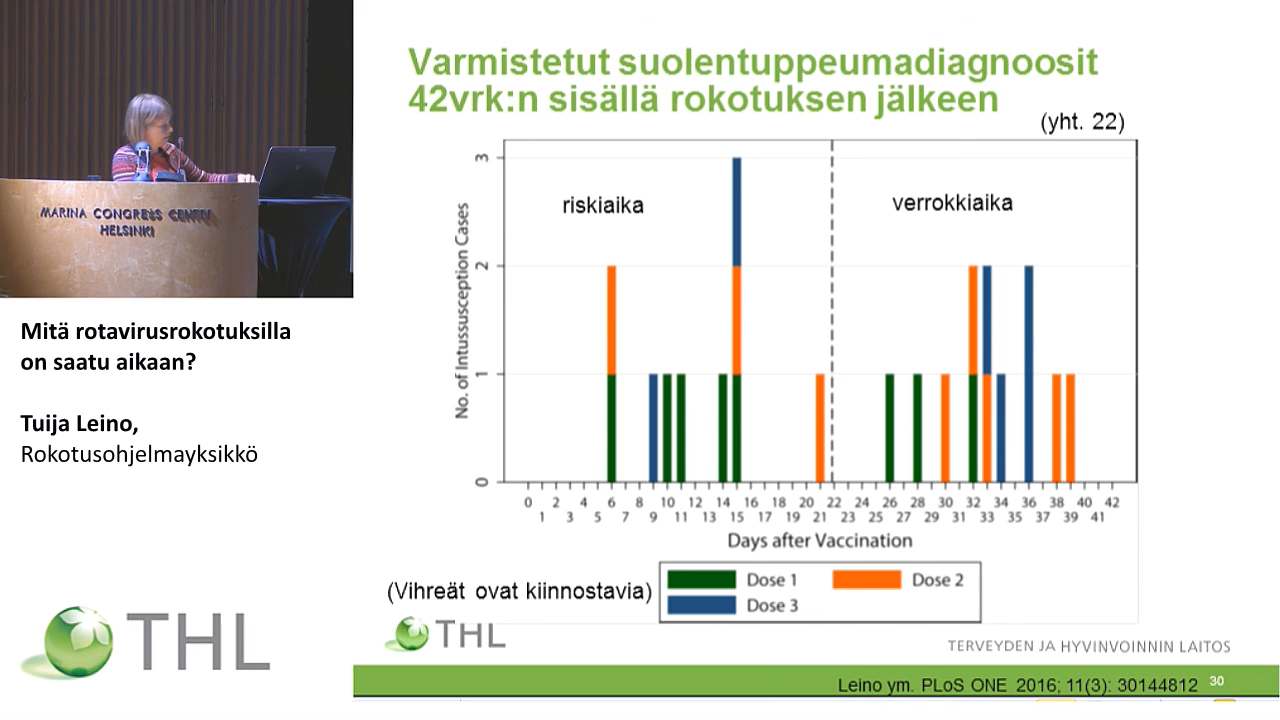 MARINA CONGRESS CENTER
HELSINKI
Mitä rotavirusrokotuksilla
on saatu aikaan?
Tuija Leino,
Rokotusohjelmayksikkö
THL
Varmistetut suolentuppeumadiagnoosit
42vrk:n sisällä rokotuksen jälkeen
(yht. 22)
riskiaika
verrokkiaika
No. of Intussusception Cases
3
2
1
0
0 2 4 6 8 10 12 14 16 18 20 22 24 26 28 30 32 34 36 38 40 42
1 3 5 7 9 11 13 15 17 19 21 23 25 27 29 31 33 35 37 39 41
Days after Vaccination
(Vihreät ovat kiinnostavia)
Dose 1 Dose 2
Dose 3
THL
TERVEYDEN JA HYVINVOINNIN LAITOS
Leino ym. PLoS ONE 2016; 11(3): 30144812
30